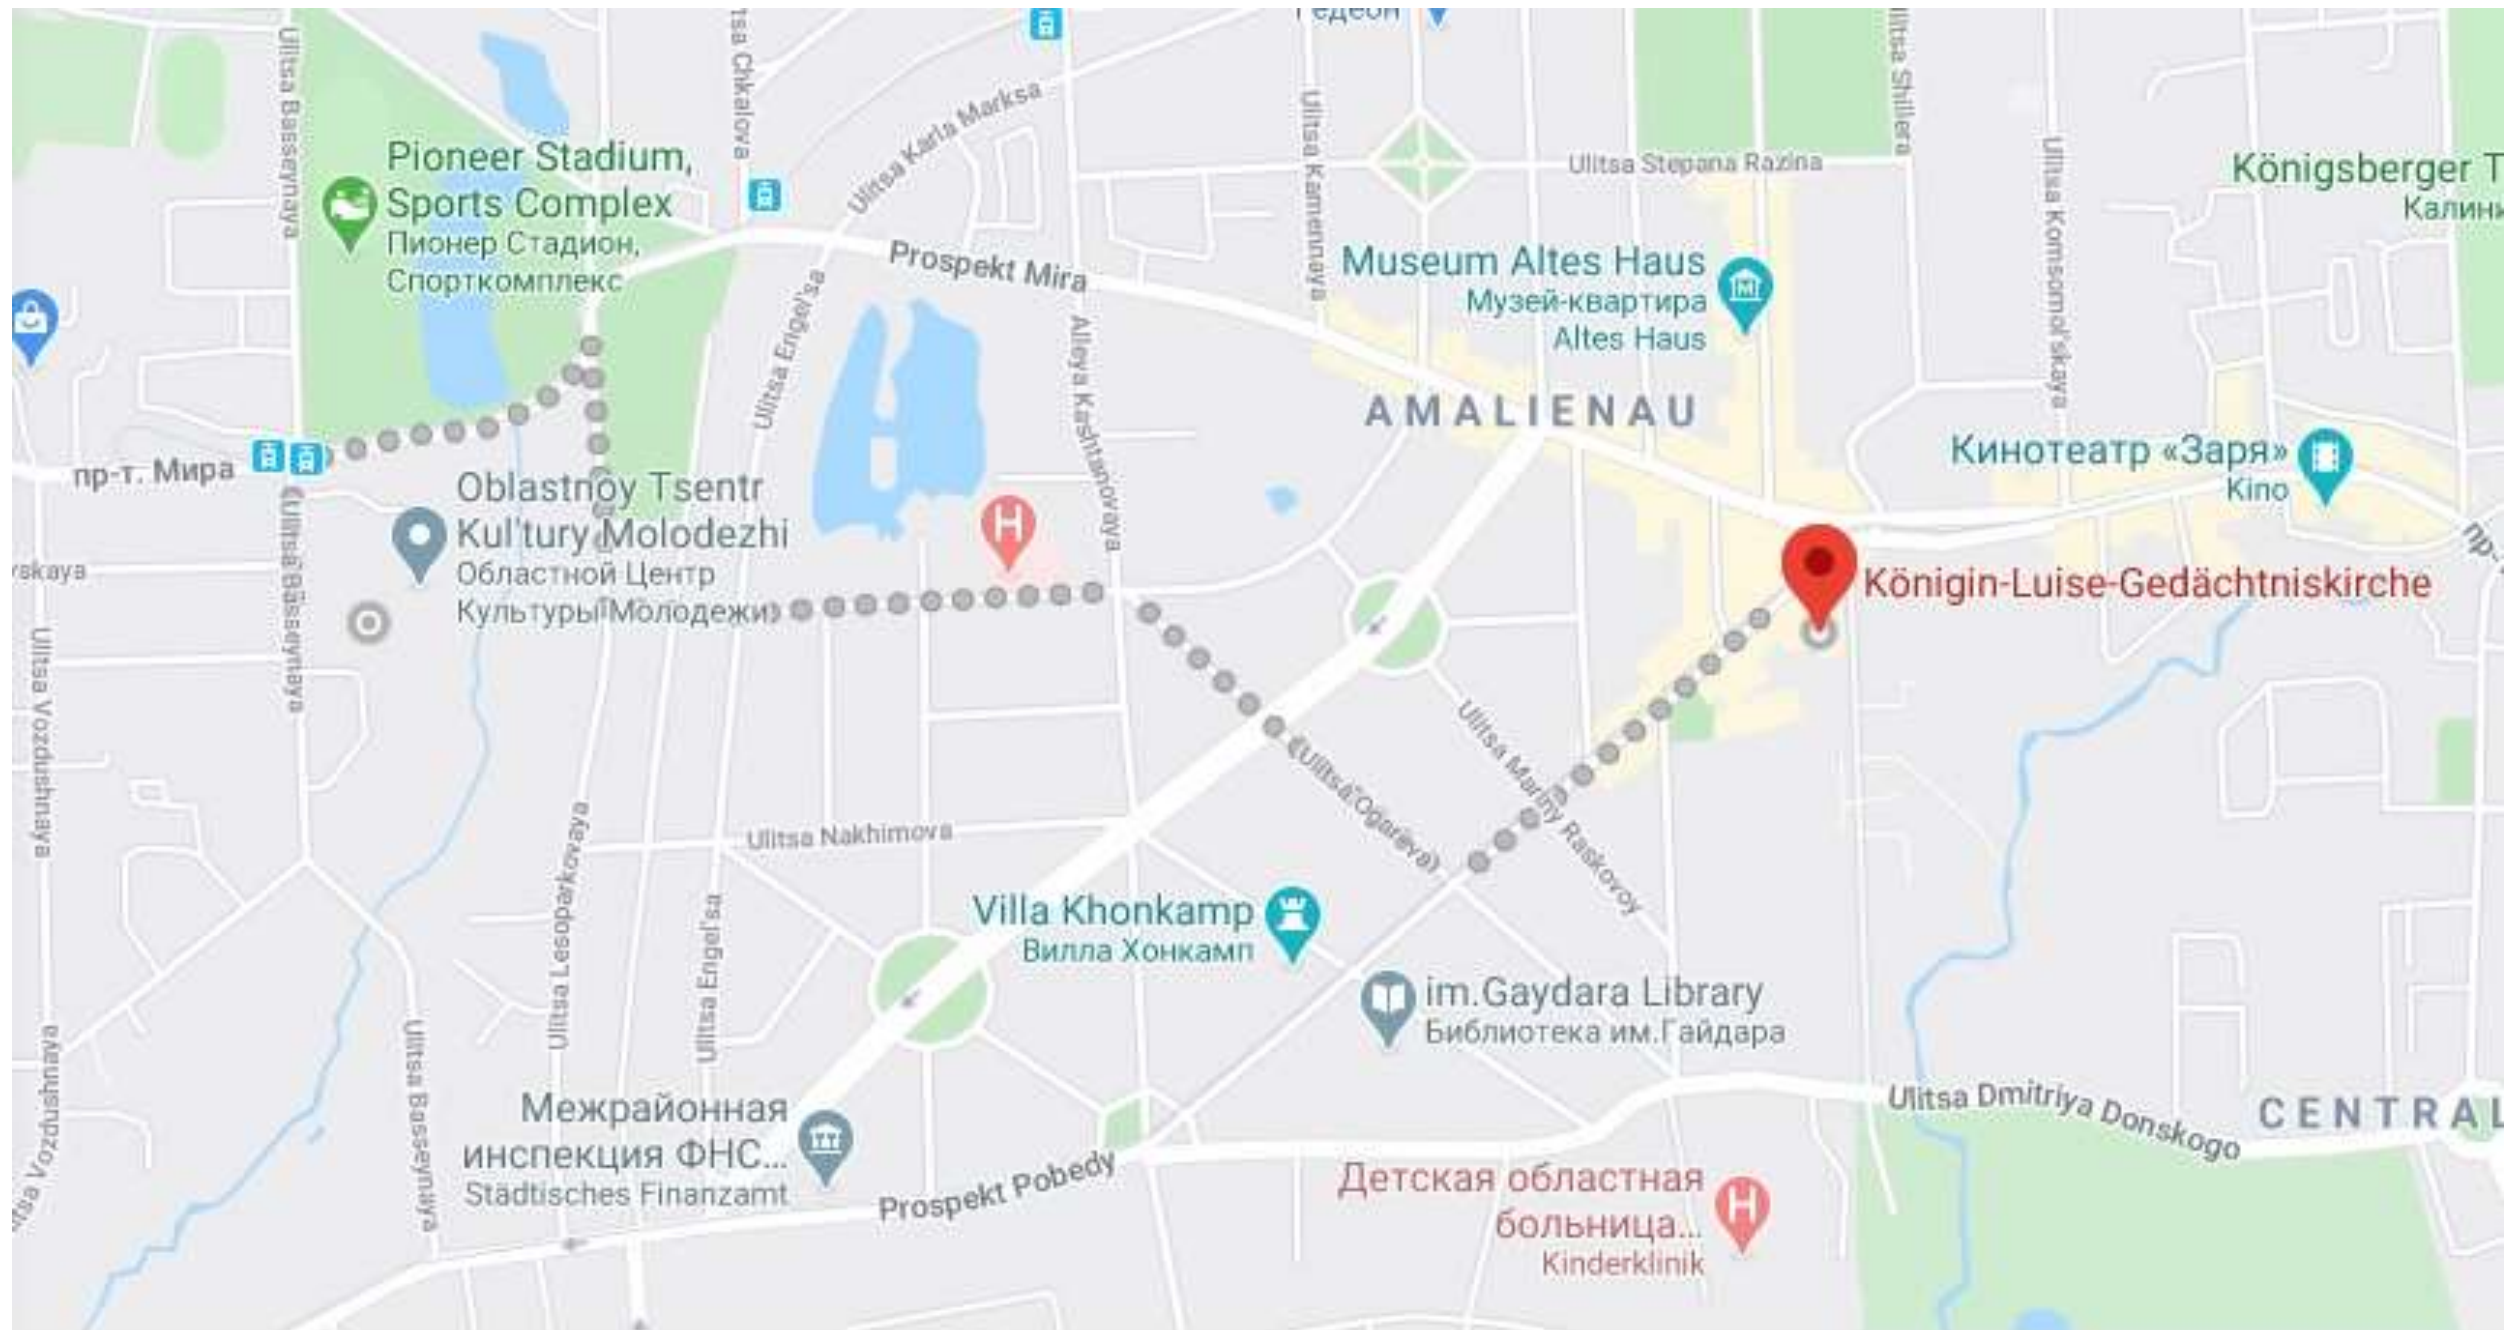 Ulitsa Basseynaya
Ulitsa Karla Marksa
Ulitsa Kamennaya
Ulitsa Stepana Razina
Ulitsa Komsomol'skaya
Pioneer Stadium,
Sports Complex
Пионер Стадион,
Спорткомплекс
Königsberger T
Калин
Prospekt Mira
Museum Altes Haus
Музей-квартира
Altes Haus
Ulitsa Engel'sa
Alleya Kashtanovaya
AMALIENAU
пр-т. Мира
Кинотеатр «Заря»
Kino
Oblastnoy Tsentr
Kul'tury Molodezhi
Областной Центр
Культуры Молодежи
Ulitsa Basseynaya
Königin-Luise-Gedächtniskirche
Ulitsa Vozdushnaya
Ulitsa Mariny Raskovoy
Ulitsa Ogareva
Ulitsa Nakhimova
Ulitsa Lesoparkovaya
Ulitsa Engel'sa
Villa Khonkamp
Вилла Хонкамп
im.Gaydara Library
Библиотека им.Гайдара
Ulitsa Basseynaya
Ulitsa Dmitriya Donskogo
CENTRAL
Межрайонная
инспекция ФНС...
Städtisches Finanzamt
Prospekt Pobedy
Детская областная
больница...
Kinderklinik